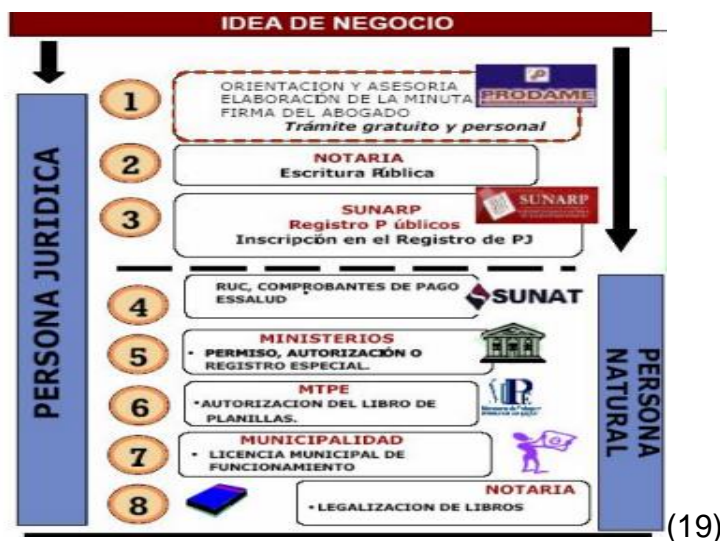 IDEA DE NEGOCIO
PERSONA JURIDICA
1
ORIENTACION Y ASESORIA
ELABORACIÓN DE LA MINUTA
FIRMA DEL ABOGADO
Trámite gratuito y personal
PRODAME
2
NOTARIA
Escritura Pública
3
SUNARP
Registro P úblicos
Inscripción en el Registro de PJ
SUNARP
4
RUC, COMPROBANTES DE PAGO
ESSALUD
SUNAT
5
MINISTERIOS
• PERMISO, AUTORIZACIÓN O
REGISTRO ESPECIAL.
6
MTPE
•AUTORIZACION DEL LIBRO DE
PLANILLAS.
7
MUNICIPALIDAD
• LICENCIA MUNICIPAL DE
FUNCIONAMIENTO
8
NOTARIA
•LEGALIZACION DE LIBROS
PERSONA
NATURAL
(19)